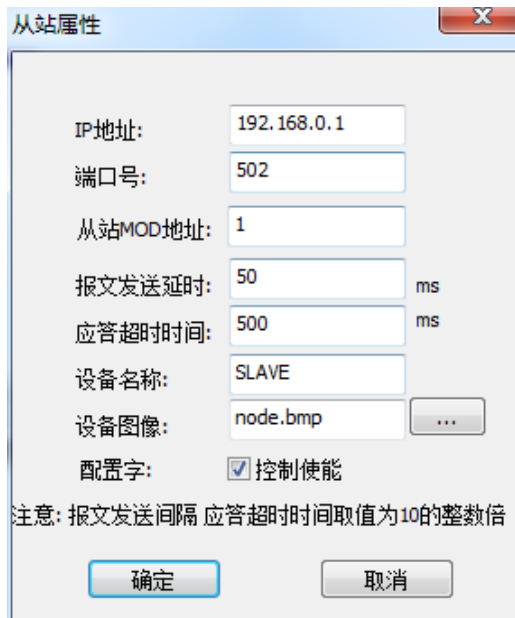 从站属性
IP地址: 192.168.0.1
端口号: 502
从站MOD地址: 1
报文发送延时: 50 ms
应答超时时间: 500 ms
设备名称: SLAVE
设备图像: node.bmp ...
配置字: 控制使能
注意: 报文发送间隔 应答超时时间取值为10的整数倍
确定 取消